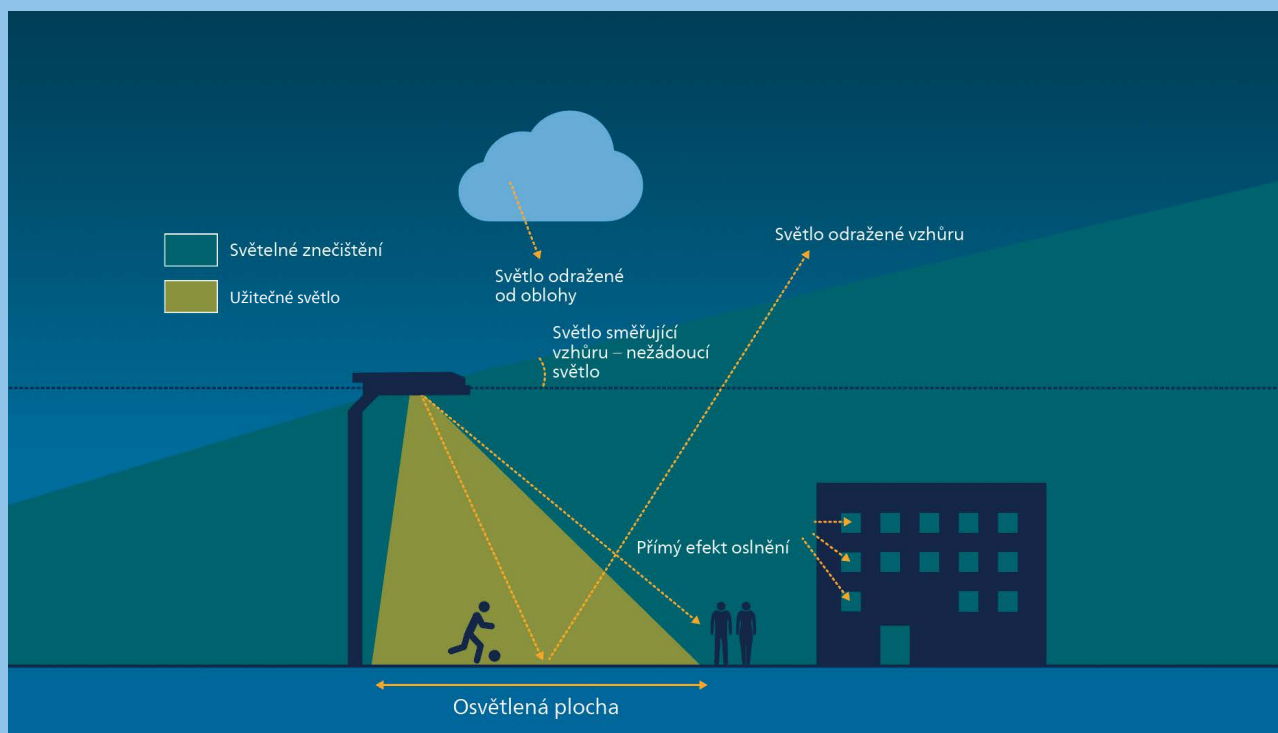 Světlo odražené vzhůru
Světelné znečištění
Světlo odražené
od oblohy
Užitečné světlo
Světlo směřující
vzhůru – nežádoucí
světlo
Přímý efekt oslnění
Osvětlená plocha